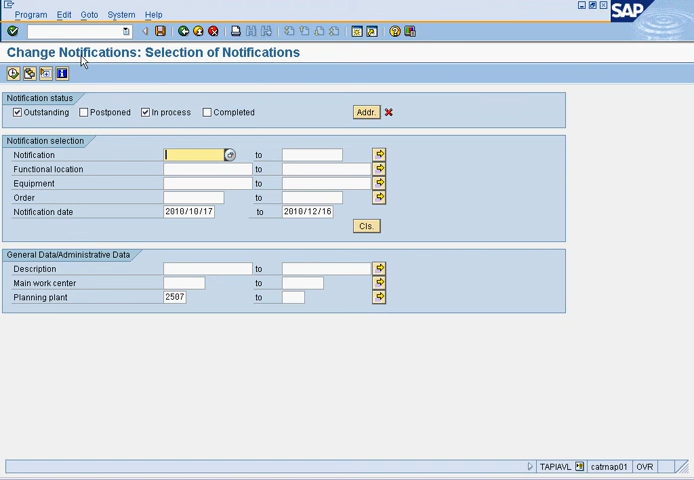 Program Edit Goto System Help
SAP
Change Notifications: Selection of Notifications
Notification status
Outstanding Postponed In process Completed Addr.
Notification selection
Notification to
Functional location to
Equipment to
Order to
Notification date 2010/10/17 to 2010/12/16
Cls.
General Data/Administrative Data
Description to
Main work center to
Planning plant 2507 to
TAPIAVL catrnap01 OVR